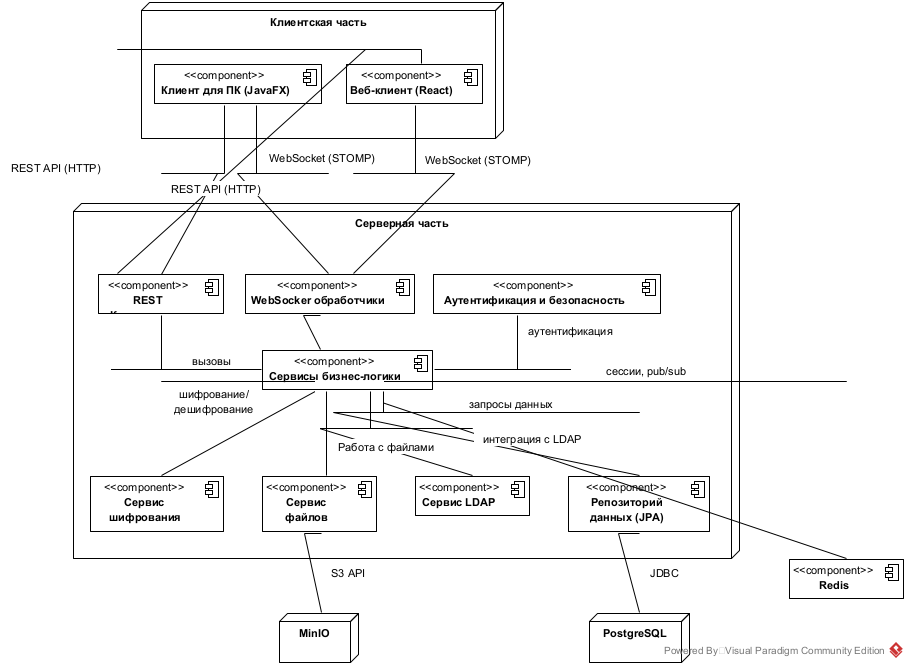 Клиентская часть
<<component>>
Клиент для ПК (JavaFX)
<<component>>
Веб-клиент (React)
REST API (HTTP)
WebSocket (STOMP)
WebSocket (STOMP)
REST API (HTTP)
Серверная часть
<<component>>
REST
<<component>>
WebSocker обработчики
<<component>>
Аутентификация и безопасность
аутентификация
вызовы
<<component>>
Сервисы бизнес-логики
сессии, pub/sub
шифрование/
дешифрование
запросы данных
интеграция с LDAP
Работа с файлами
<<component>>
Сервис
шифрования
<<component>>
Сервис
файлов
<<component>>
Сервис LDAP
<<component>>
Репозиторий
данных (JPA)
S3 API
JDBC
<<component>>
Redis
MinIO
PostgreSQL
Powered By Visual Paradigm Community Edition